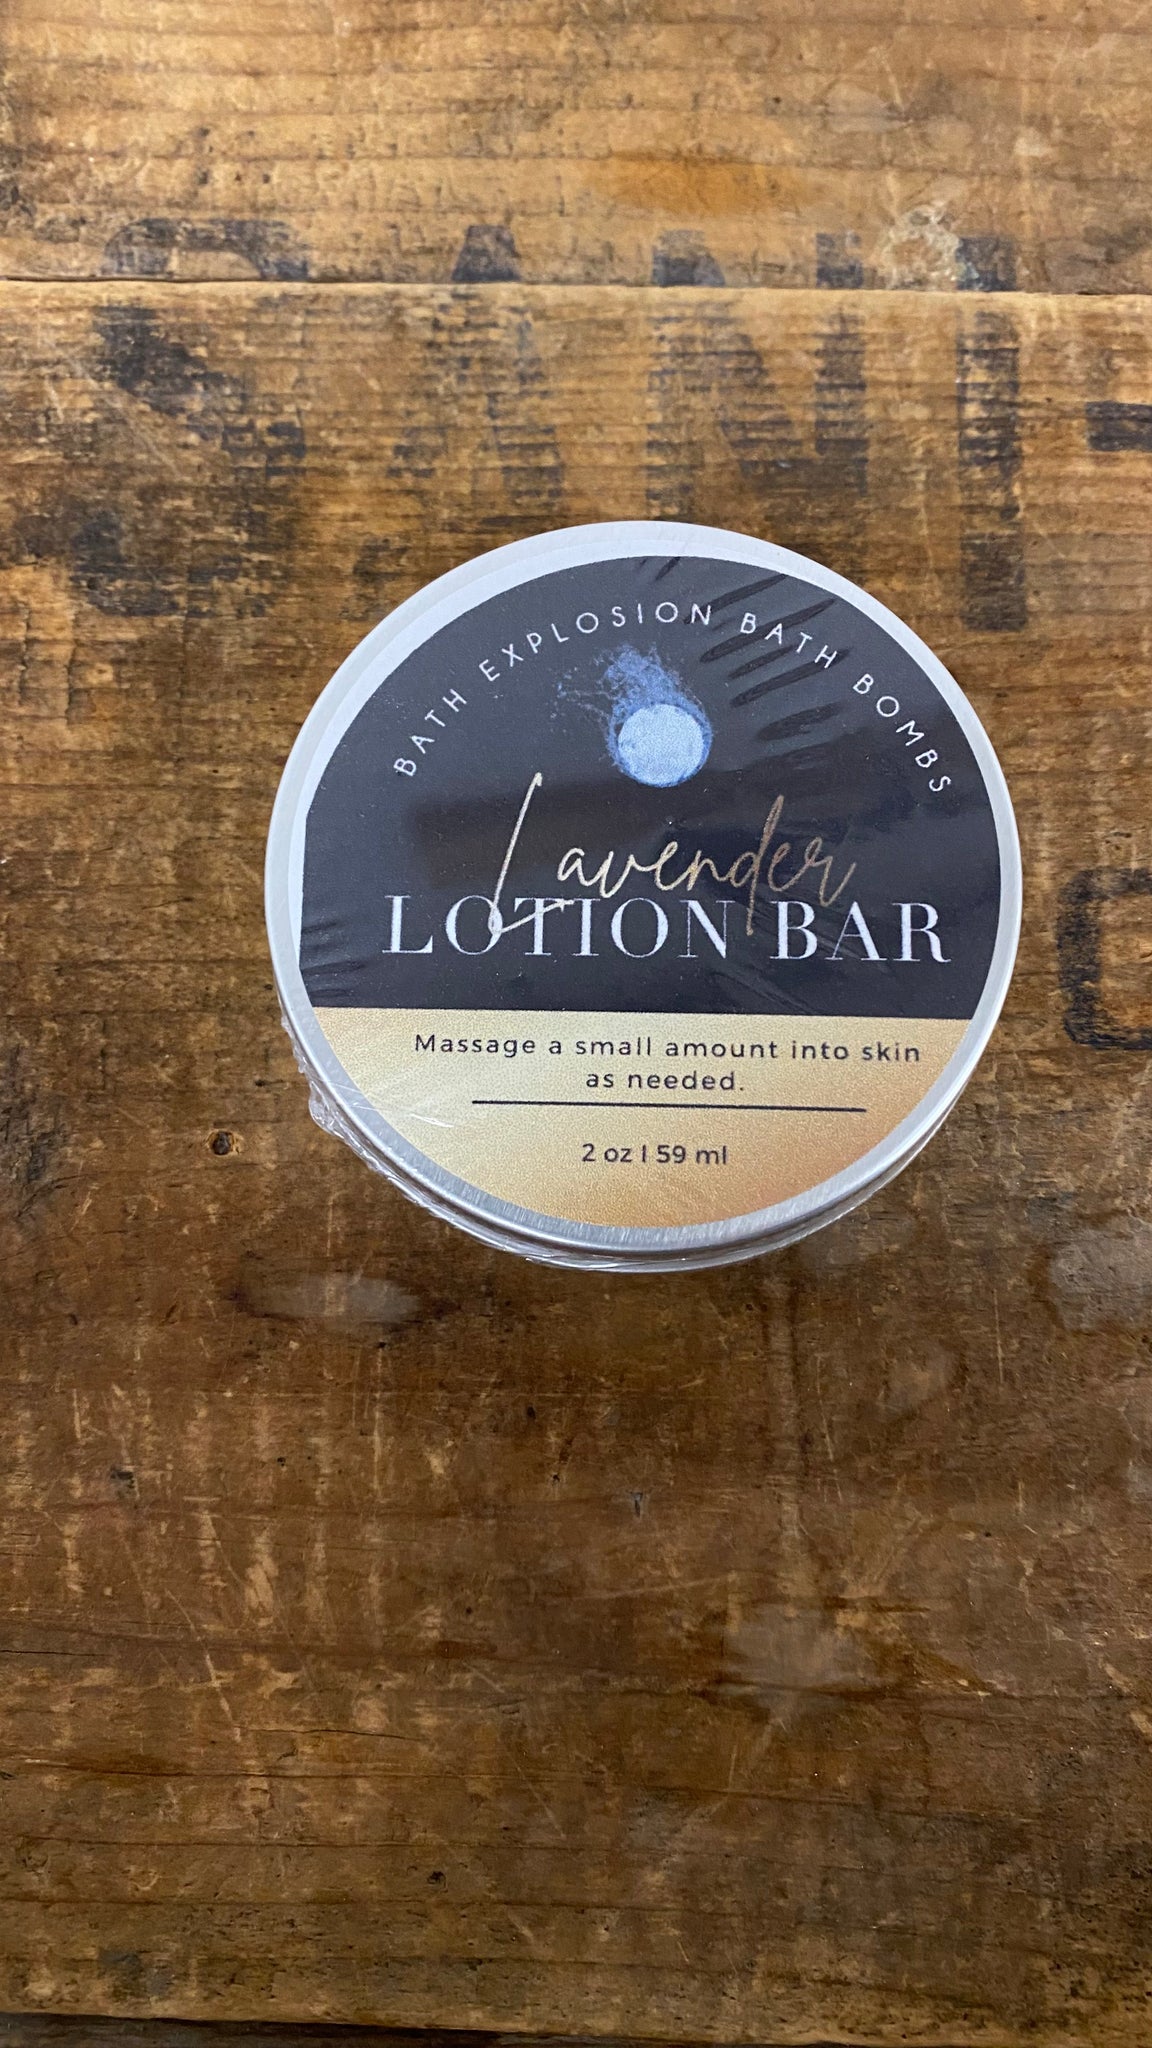 BATH EXPLOSION BATH BOMBS
Lavender
LOTION BAR
Massage a small amount into skin
as needed.
2 oz | 59 ml